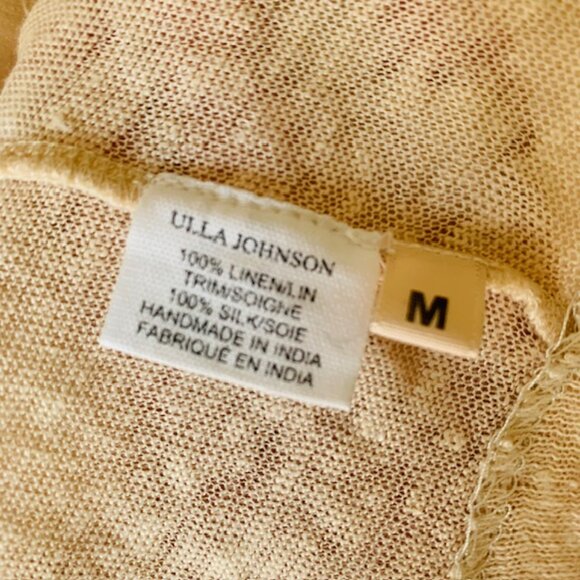 ULLA JOHNSON
100% LINEN/LIN
TRIM/SOIGNE
100% SILK/SOIE
HANDMADE IN INDIA
FABRIQUÉ EN INDIA
M